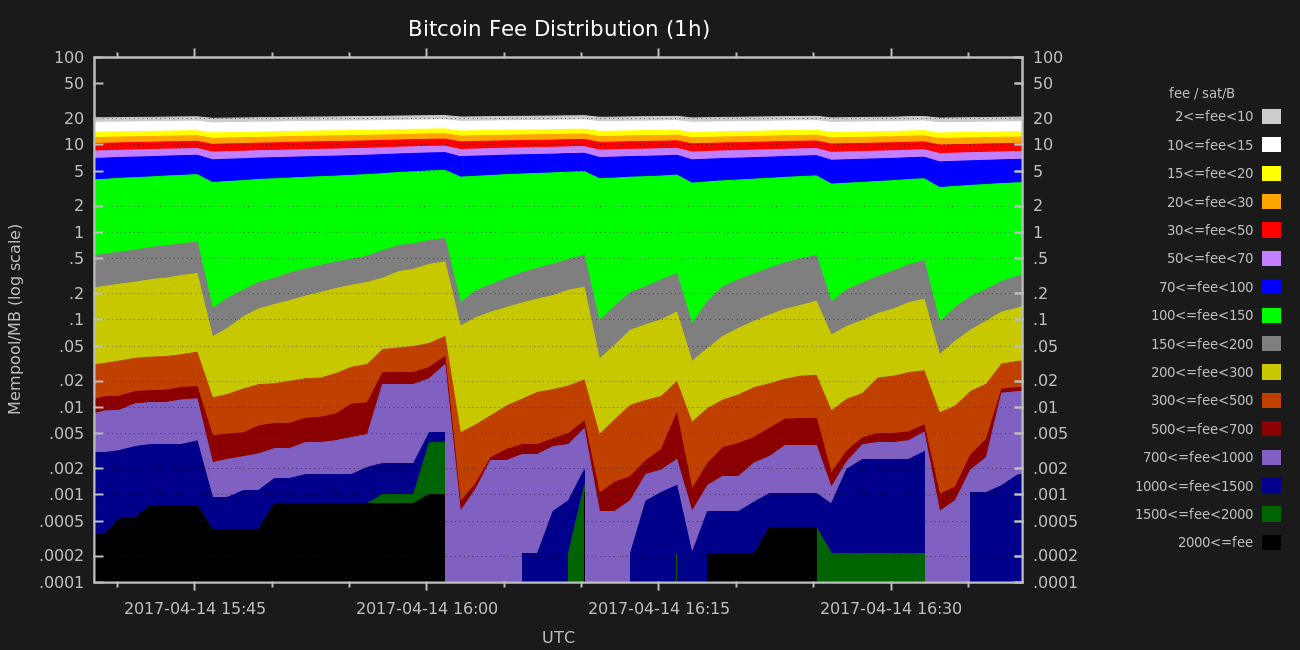 Bitcoin Fee Distribution (1h)
fee / sat/B
2<=fee<10
10<=fee<15
15<=fee<20
20<=fee<30
30<=fee<50
50<=fee<70
70<=fee<100
100<=fee<150
150<=fee<200
200<=fee<300
300<=fee<500
500<=fee<700
700<=fee<1000
1000<=fee<1500
1500<=fee<2000
2000<=fee
Mempool/MB (log scale)
100 100
50 50
20 20
10 10
5 5
2 2
1 1
.5 .5
.2 .2
.1 .1
.05 .05
.02 .02
.01 .01
.005 .005
.002 .002
.001 .001
.0005 .0005
.0002 .0002
.0001 .0001
2017-04-14 15:45 2017-04-14 16:00 2017-04-14 16:15 2017-04-14 16:30
UTC